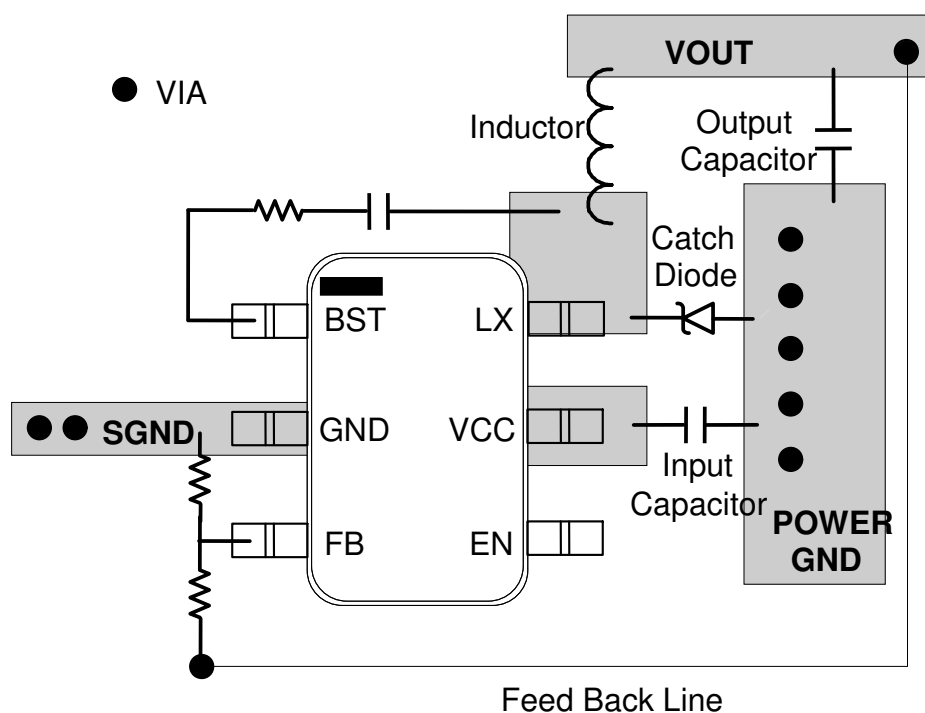 VOUT
VIA
Inductor
Output
Capacitor
Catch
Diode
BST
LX
SGND
GND
VCC
Input
Capacitor
FB
EN
POWER
GND
Feed Back Line